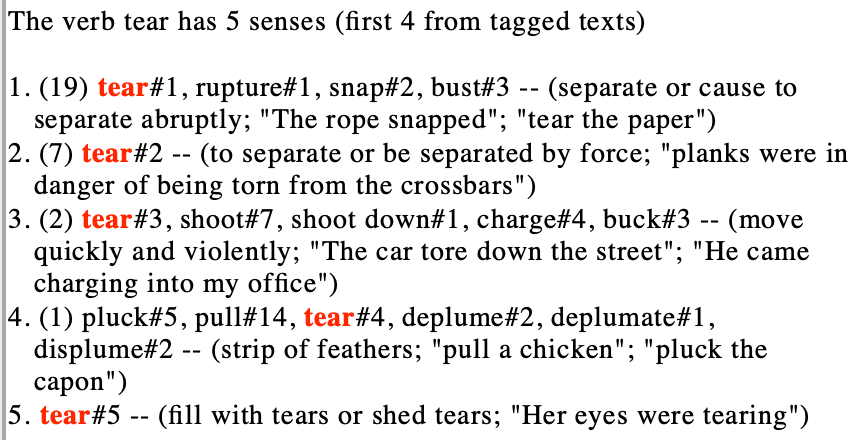 The verb tear has 5 senses (first 4 from tagged texts)
1. (19) tear#1, rupture#1, snap#2, bust#3 -- (separate or cause to
separate abruptly; "The rope snapped"; "tear the paper")
2. (7) tear#2 -- (to separate or be separated by force; "planks were in
danger of being torn from the crossbars")
3. (2) tear#3, shoot#7, shoot down#1, charge#4, buck#3 -- (move
quickly and violently; "The car tore down the street"; "He came
charging into my office")
4. (1) pluck#5, pull#14, tear#4, deplume#2, deplumate#1,
displume#2 -- (strip of feathers; "pull a chicken"; "pluck the
capon")
5. tear#5 -- (fill with tears or shed tears; "Her eyes were tearing")